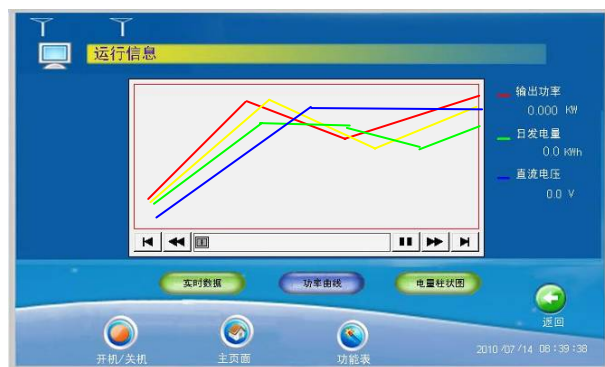 运行信息
输出功率
0.000 KW
日发电量
0.0 KWh
直流电压
0.0 V
实时数据
功率曲线
电量柱状图
返回
开机/关机
主页面
功能表
2010/07/14 08:39:38